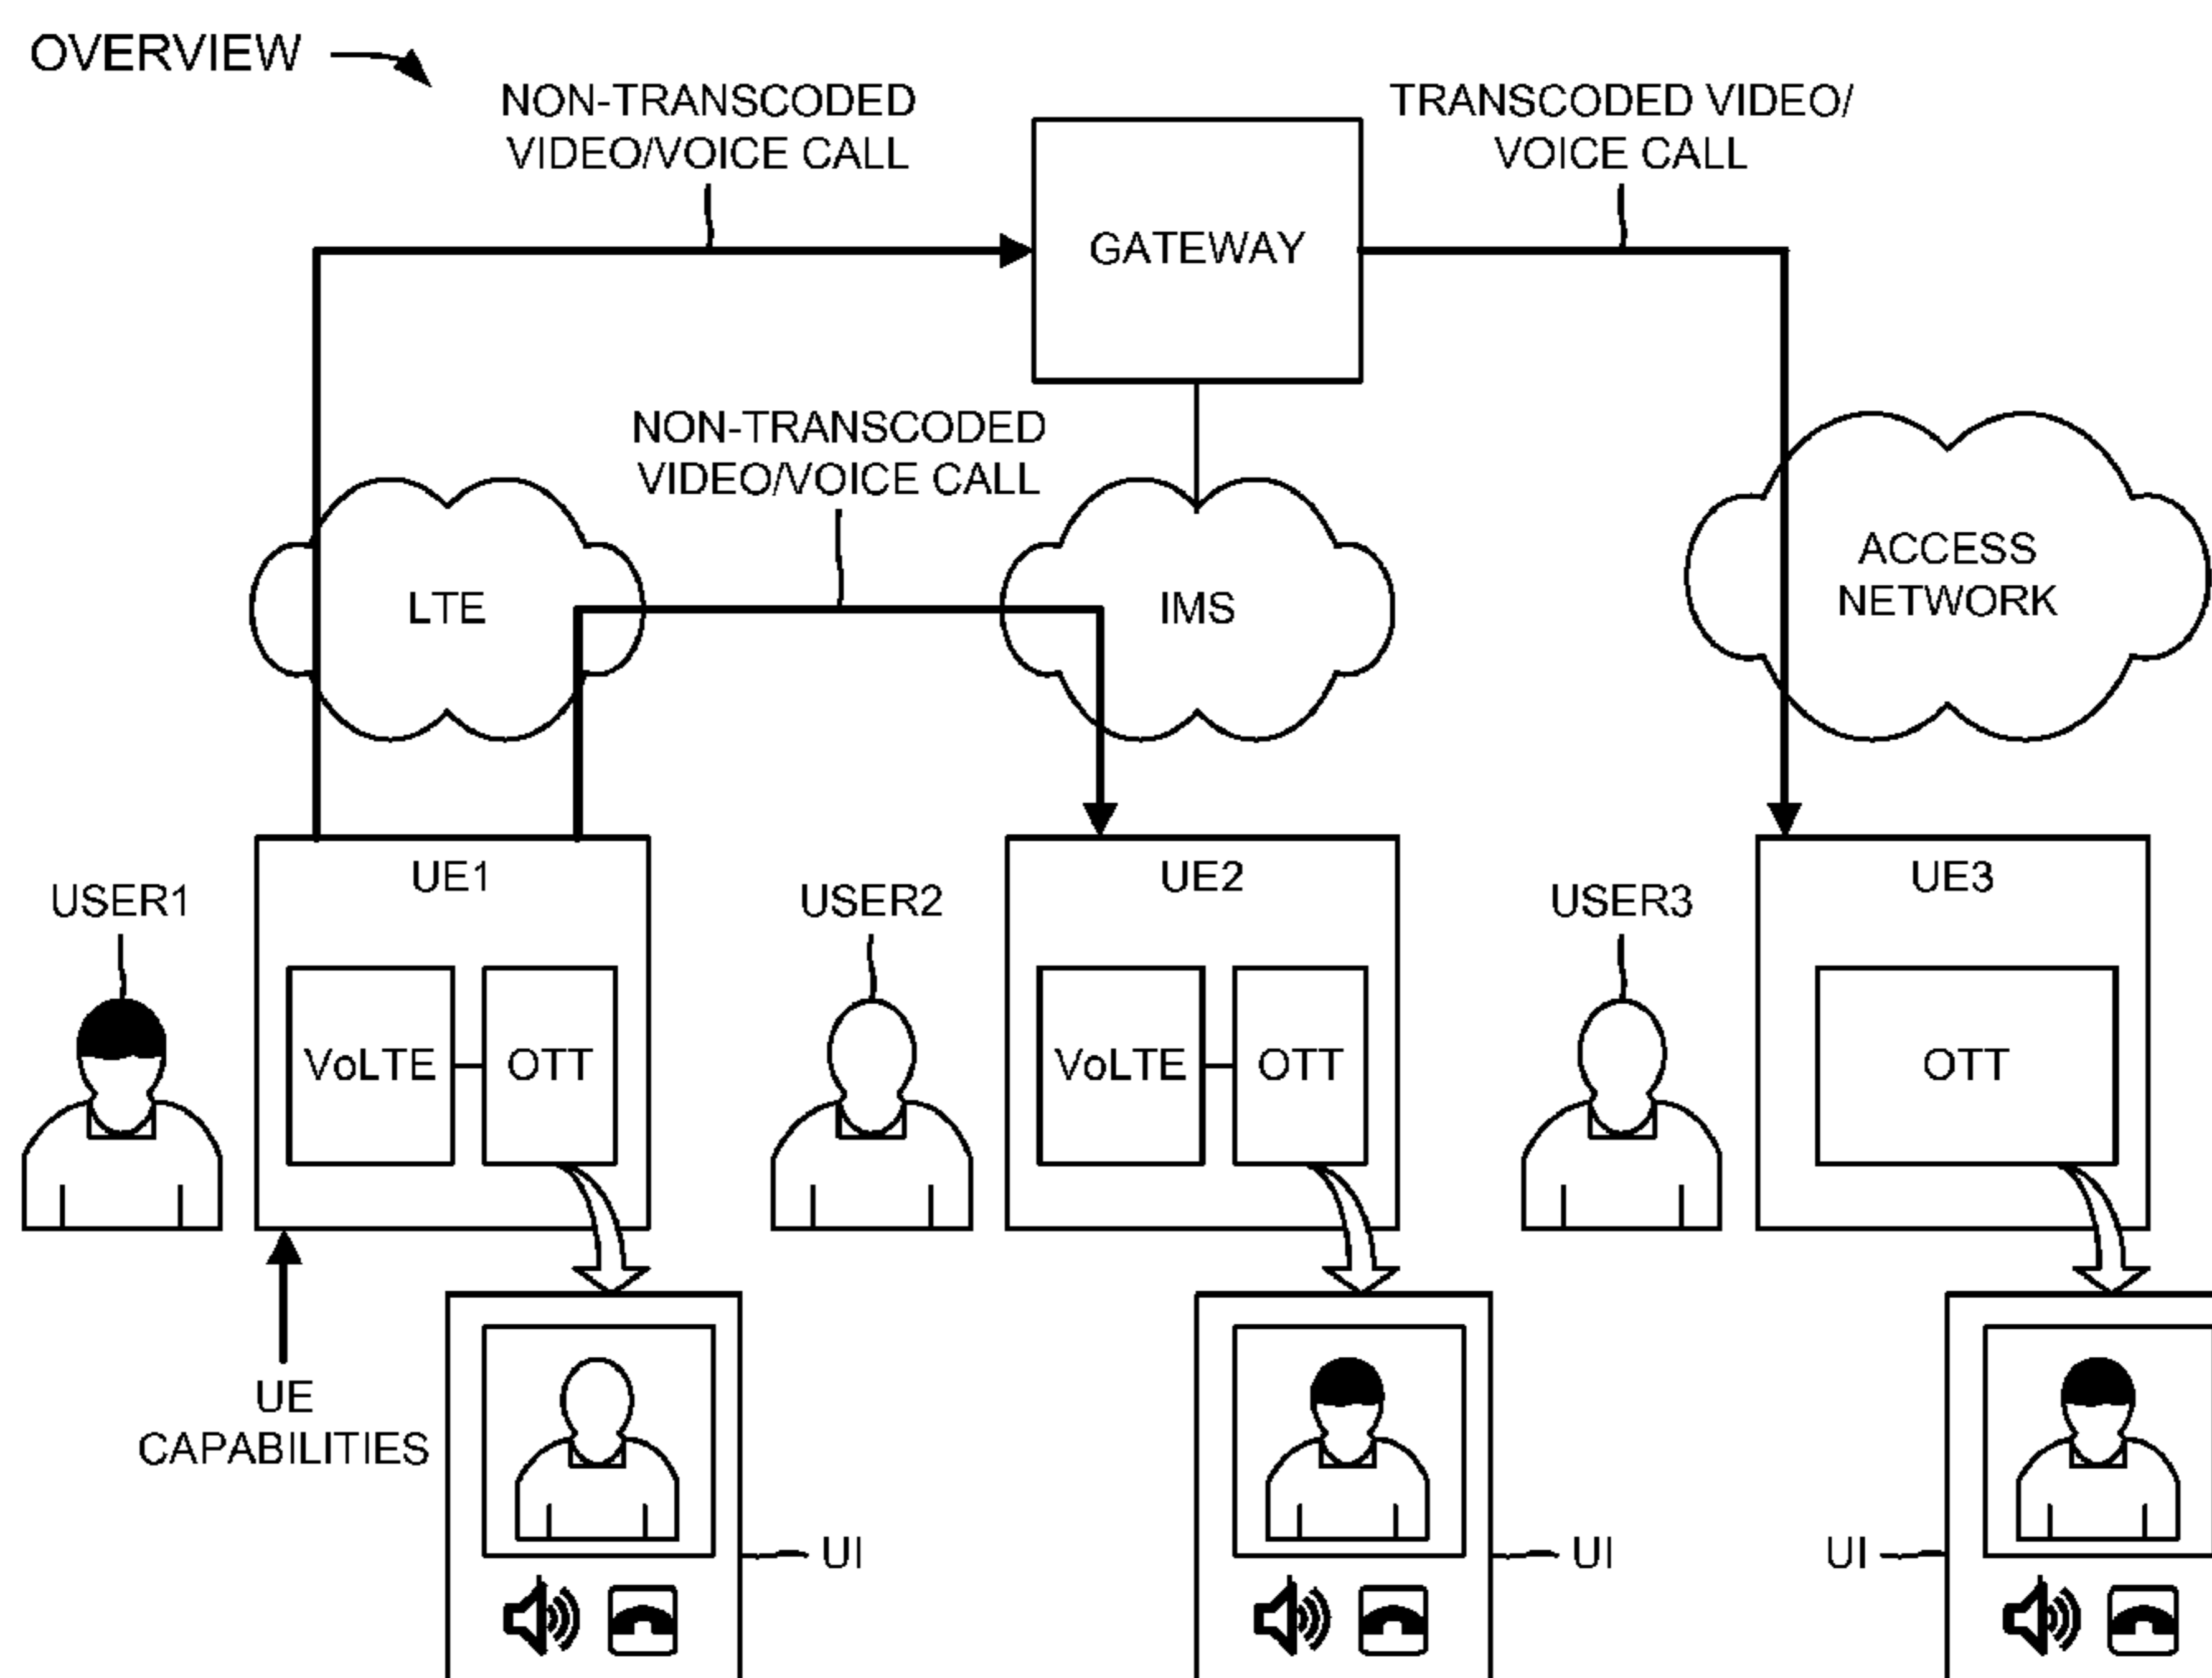 OVERVIEW
NON-TRANSCODED
VIDEO/VOICE CALL
TRANSCODED VIDEO/
VOICE CALL
GATEWAY
NON-TRANSCODED
VIDEO/VOICE CALL
LTE
IMS
ACCESS
NETWORK
USER1
UE1
VoLTE
OTT
USER2
UE2
VoLTE
OTT
USER3
UE3
OTT
UE
CAPABILITIES
UI
UI
UI